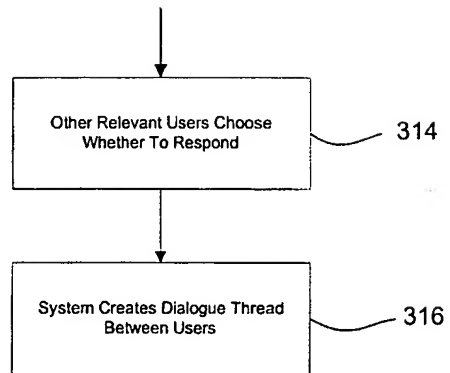 Other Relevant Users Choose
Whether To Respond
314
System Creates Dialogue Thread
Between Users
316